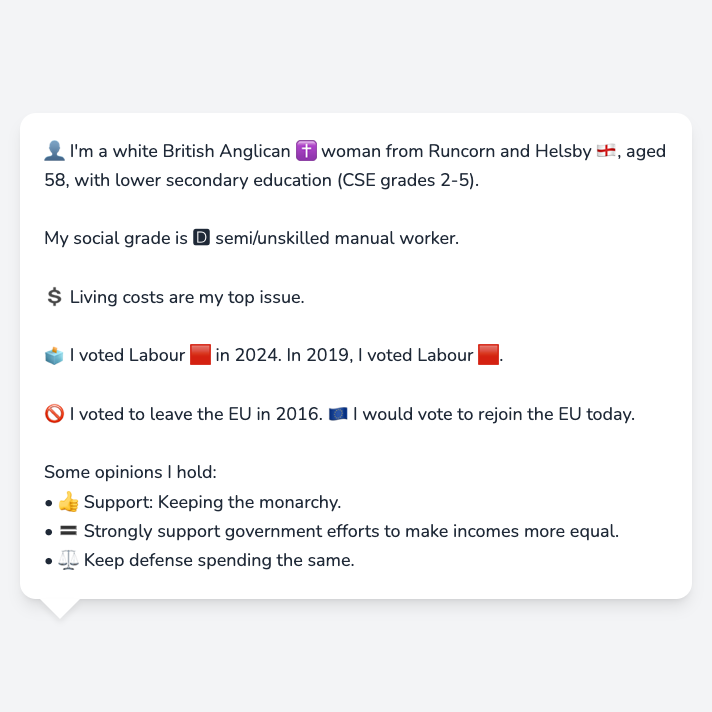 👤 I'm a white British Anglican ✝️ woman from Runcorn and Helsby 🏴󠁧󠁢󠁥󠁮󠁧󠁿, aged
58, with lower secondary education (CSE grades 2-5).
My social grade is 🅳 semi/unskilled manual worker.
💲 Living costs are my top issue.
🗳️ I voted Labour 🟥 in 2024. In 2019, I voted Labour 🟥.
🚫 I voted to leave the EU in 2016. 🇪🇺 I would vote to rejoin the EU today.
Some opinions I hold:
• 👍 Support: Keeping the monarchy.
• 🟰 Strongly support government efforts to make incomes more equal.
• ⚖️ Keep defense spending the same.